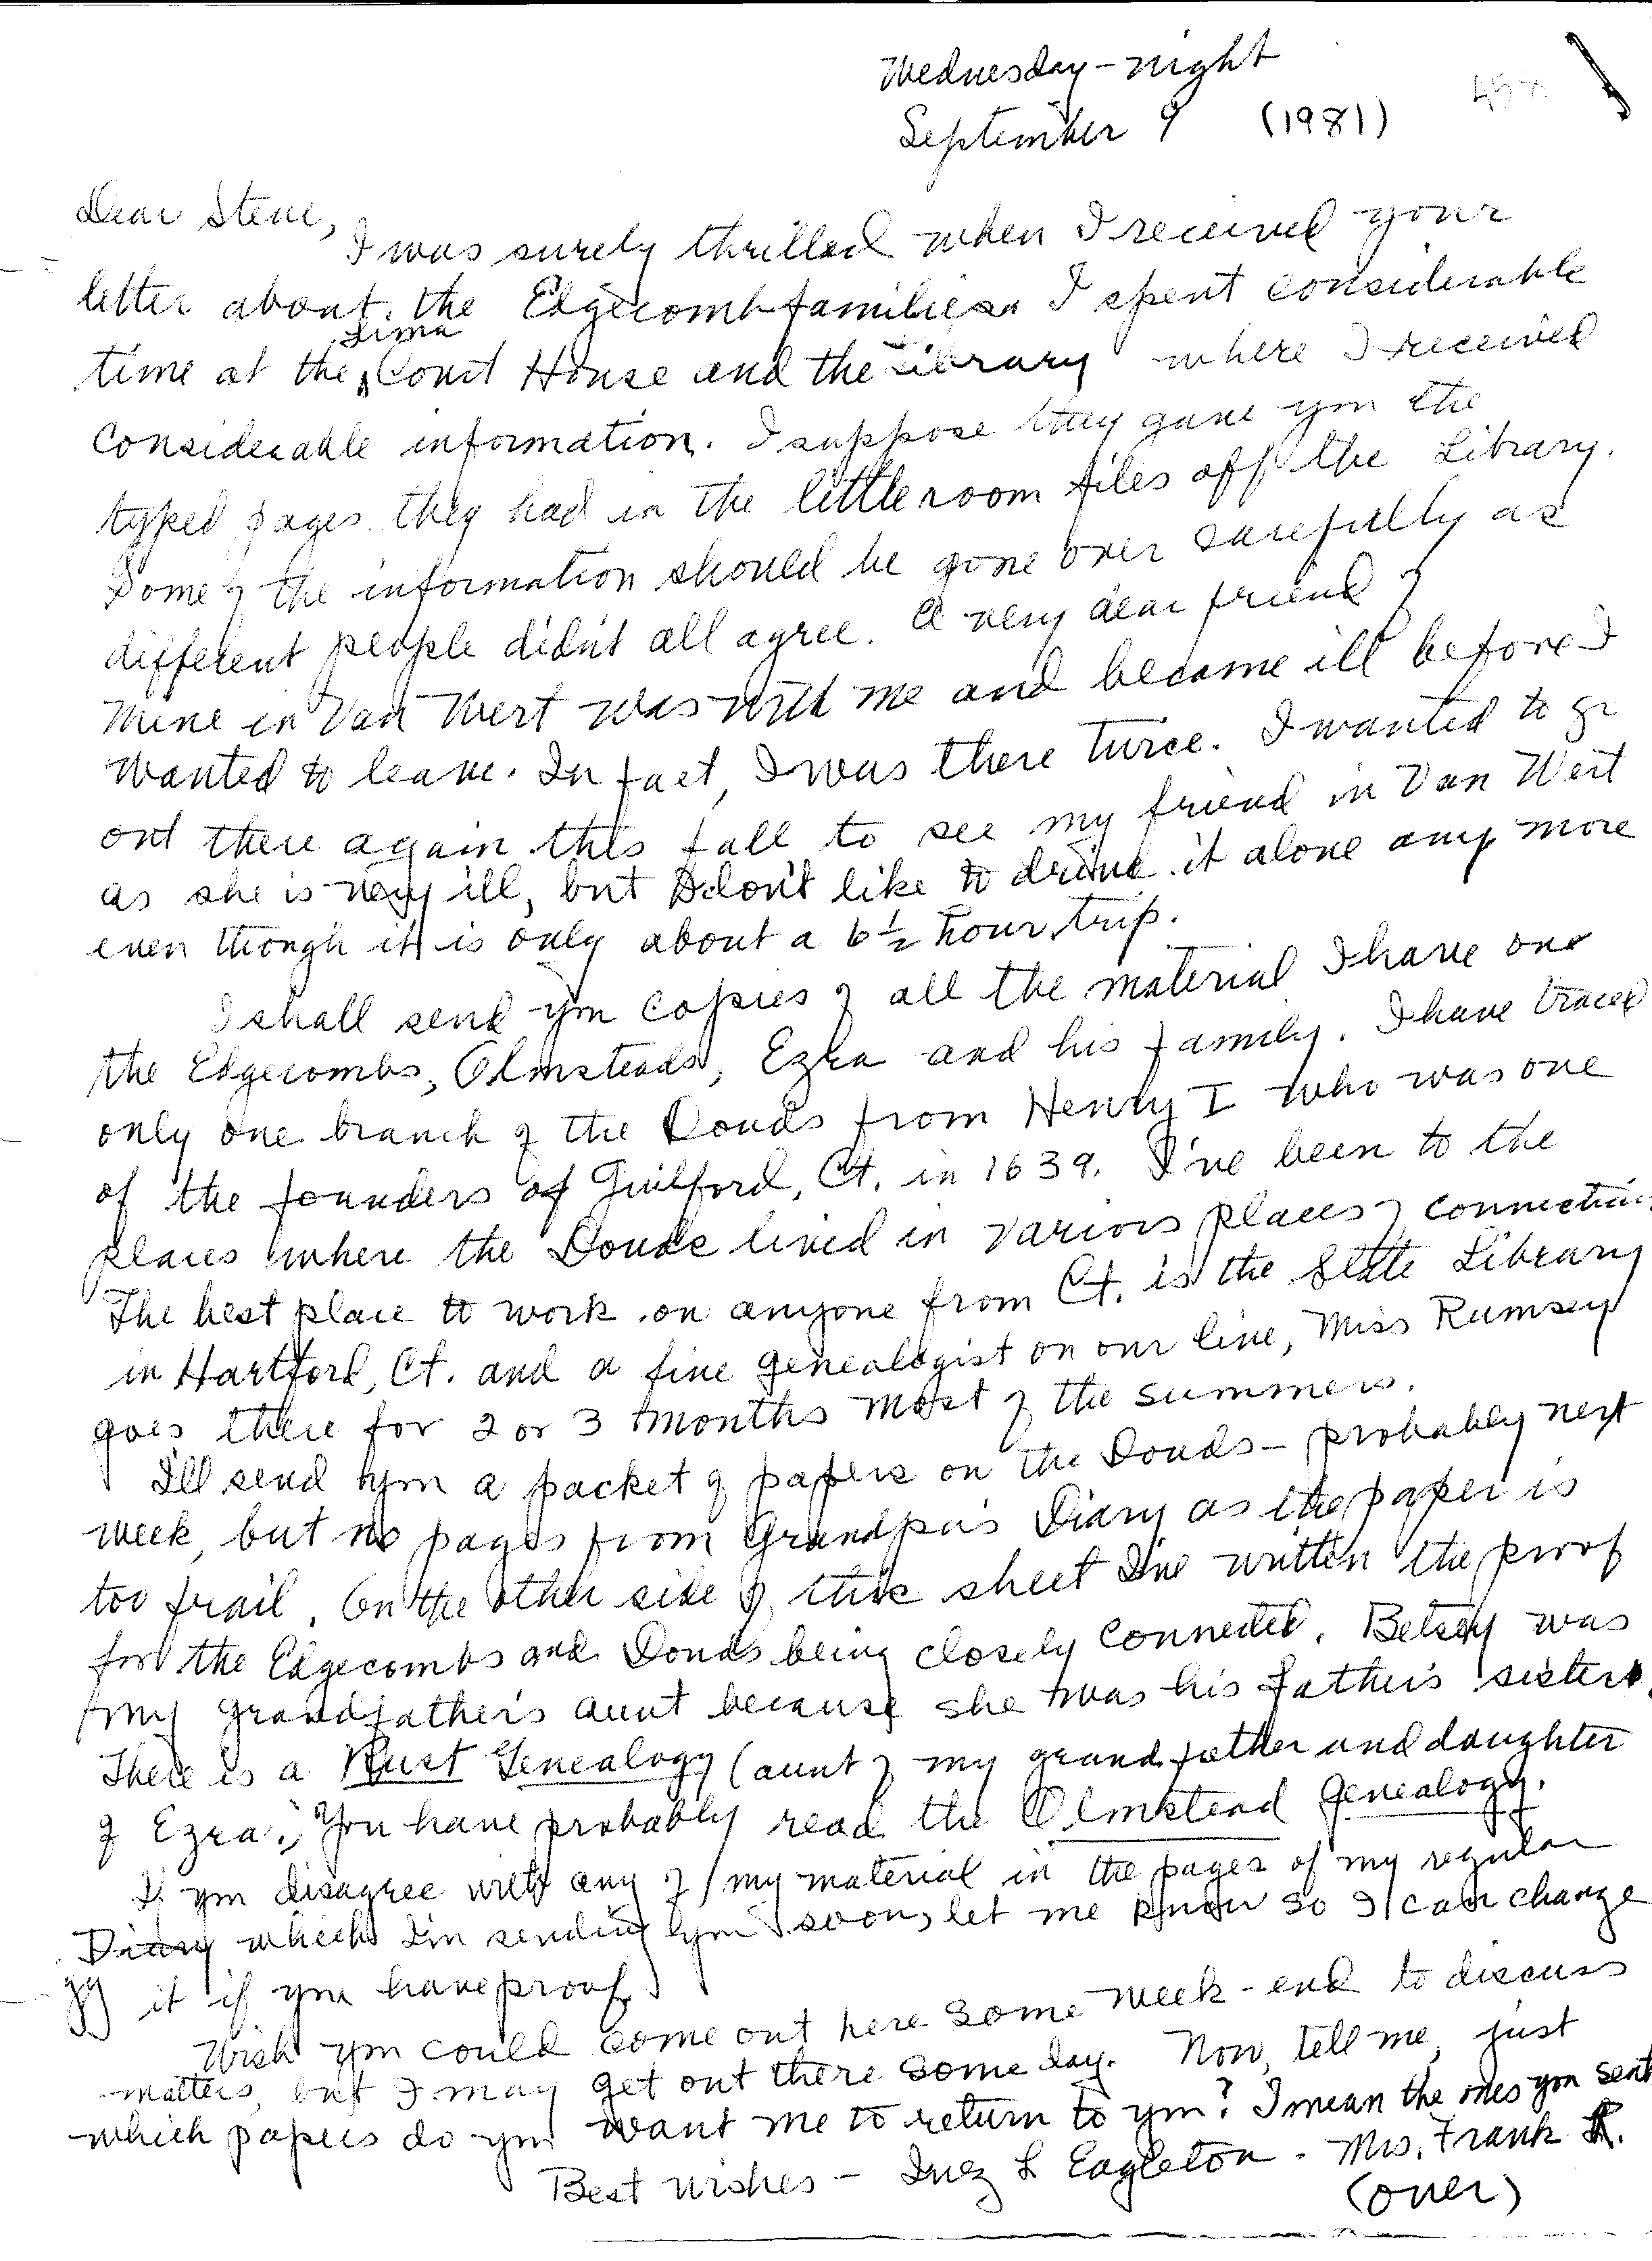 Wednesday-night
September 9 (1981)
Dear Steve,
I was surely thrilled when I received your
letter about the Edgecomb families. I spent considerable
Lima
time at the Court House and the Library where I received
considerable information. I suppose they gave you the
typed pages they had in the little room files off the Library.
Some of the information should be gone over carefully as
different people didn't all agree. A very dear friend of
mine in Van Wert was with me and became ill before I
wanted to leave. In fact, I was there twice. I wanted to go
out there again this fall to see my friend in Van Wert
as she is very ill, but I don't like to drive it alone any more
even though it is only about a 6½ hour trip.
I shall send you copies of all the material I have on
the Edgecombs, Olmsteads, Ezra and his family. I have traced
only one branch of the Douds from Henry I who was one
of the founders of Guilford, Ct. in 1639. I've been to the
places where the Douds lived in various places of Connecticut.
The best place to work on anyone from Ct. is the State Library
in Hartford, Ct. and a fine genealogist on our line, Miss Rumsey
goes there for 2 or 3 months most of the summers.
I'll send you a packet of papers on the Douds - probably next
week, but no pages from Grandpa's Diary as the paper is
too frail. On the other side of this sheet I've written the proof
for the Edgecombs and Douds being closely connected. Betsey was
my grandfather's aunt because she was his father's sister.
There is a Rust Genealogy (aunt of my grandfather and daughter
of Ezra.) You have probably read the Olmstead Genealogy.
If you disagree with any of my material in the pages of my regular
Diary which I'm sending you soon, let me know so I can change
it if you have proof.
Wish you could come out here some week-end to discuss
matters, but I may get out there some day. Now, tell me, just
which papers do you want me to return to you? I mean the ones you sent
Best wishes - Inez L Eagleton - Mrs. Frank R.
(over)